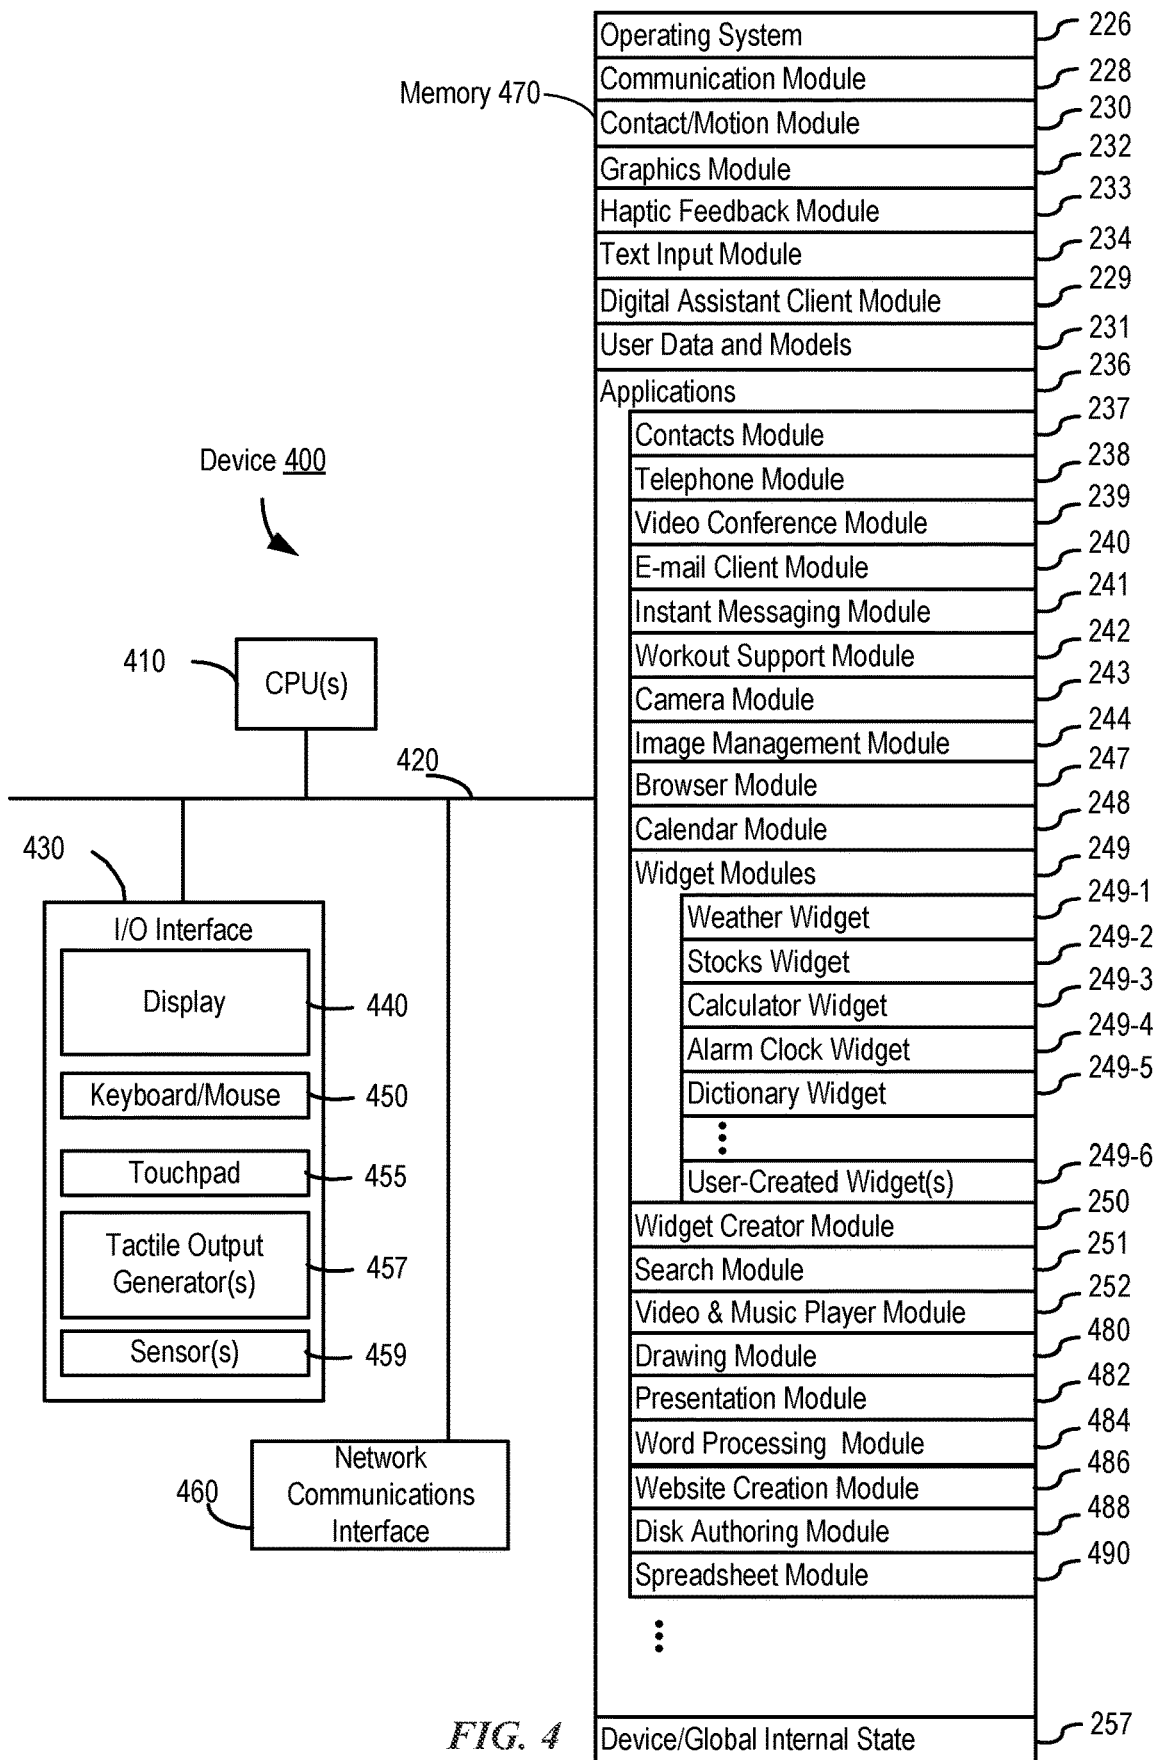 Operating System 226
Communication Module 228
Memory 470
Contact/Motion Module 230
Graphics Module 232
Haptic Feedback Module 233
Text Input Module 234
Digital Assistant Client Module 229
User Data and Models 231
Applications 236
Contacts Module 237
Telephone Module 238
Video Conference Module 239
E-mail Client Module 240
Instant Messaging Module 241
Workout Support Module 242
Camera Module 243
Image Management Module 244
Browser Module 247
Calendar Module 248
Widget Modules 249
Weather Widget 249-1
Stocks Widget 249-2
Calculator Widget 249-3
Alarm Clock Widget 249-4
Dictionary Widget 249-5
User-Created Widget(s) 249-6
Widget Creator Module 250
Search Module 251
Video & Music Player Module 252
Drawing Module 480
Presentation Module 482
Word Processing Module 484
Website Creation Module 486
Disk Authoring Module 488
Spreadsheet Module 490
Device/Global Internal State 257
Device 400
410
CPU(s)
420
430
I/O Interface
Display 440
Keyboard/Mouse 450
Touchpad 455
Tactile Output
Generator(s) 457
Sensor(s) 459
460
Network
Communications
Interface
FIG. 4